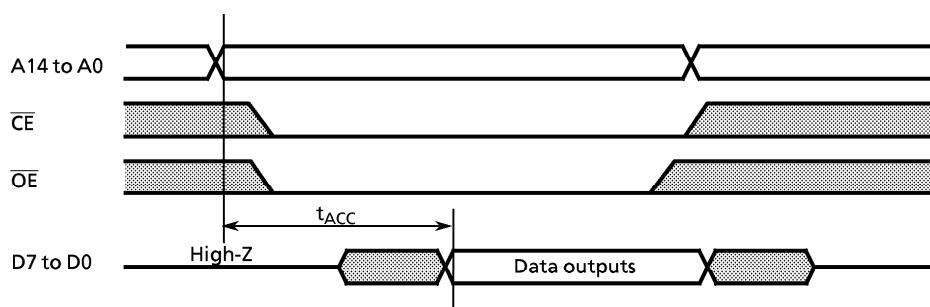 A14 to A0
CE
OE
tACC
High-Z
D7 to D0
Data outputs